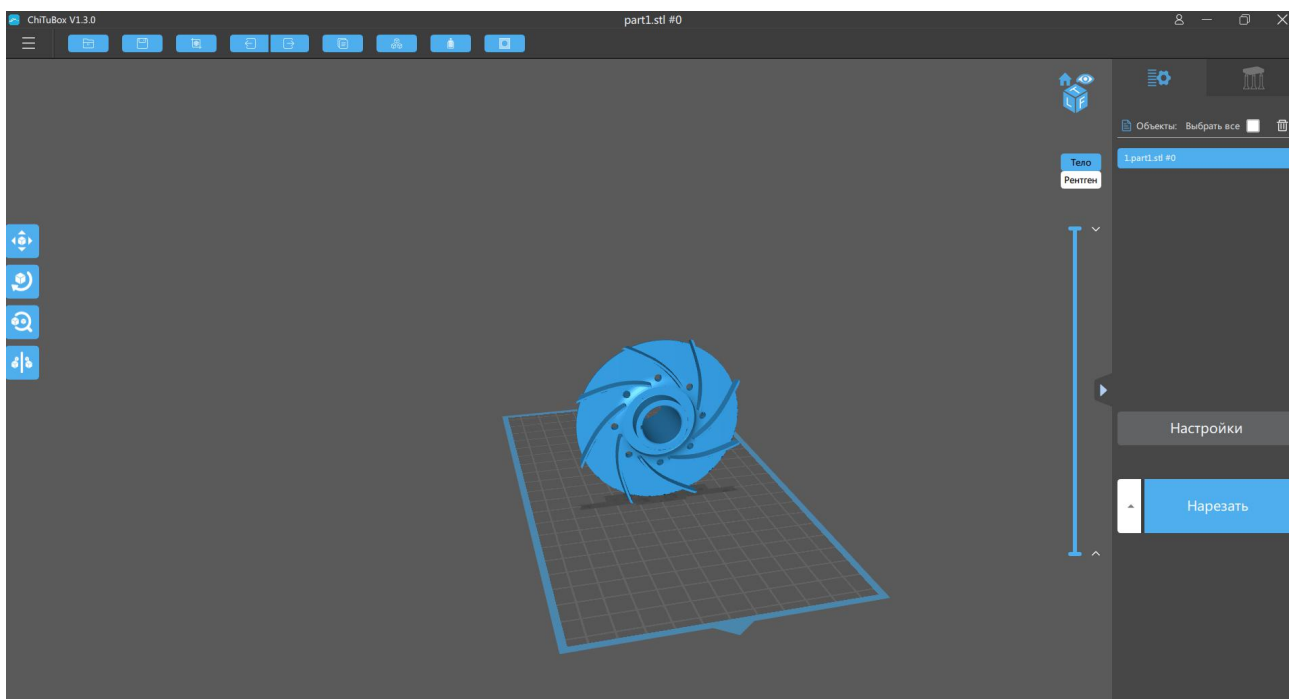 ChiTuBox V1.3.0
part1.stl #0
T
L F
Объекты: Выбрать все
1.part1.stl #0
Тело
Рентген
Настройки
Нарезать